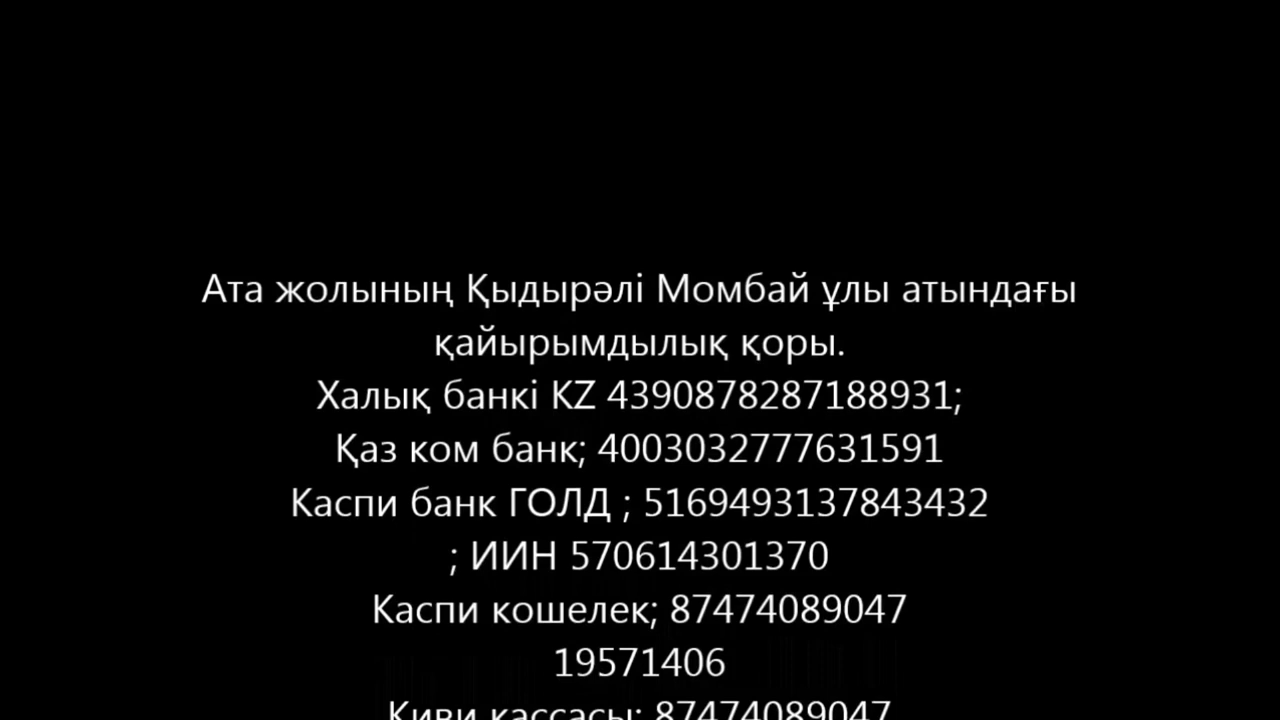 Ата жолының Қыдырәлі Момбай ұлы атындағы
қайырымдылық қоры.
Халық банкі KZ 4390878287188931;
Қаз ком банк; 4003032777631591
Каспи банк ГОЛД ; 5169493137843432
; ИИН 570614301370
Каспи кошелек; 87474089047
19571406
Киви кассасы; 87474089047